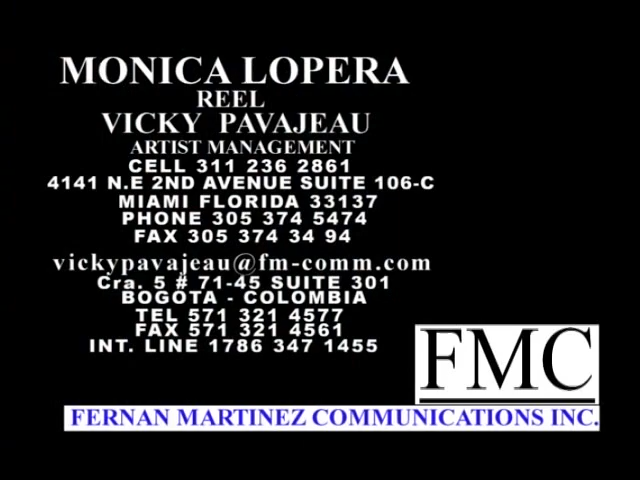 MONICA LOPERA
REEL
VICKY PAVAJEAU
ARTIST MANAGEMENT
CELL 311 236 2861
4141 N.E 2ND AVENUE SUITE 106-C
MIAMI FLORIDA 33137
PHONE 305 374 5474
FAX 305 374 34 94
vickypavajeau@fm-comm.com
Cra. 5 # 71-45 SUITE 301
BOGOTA - COLOMBIA
TEL 571 321 4577
FAX 571 321 4561
INT. LINE 1786 347 1455
FMC
FERNAN MARTINEZ COMMUNICATIONS INC.